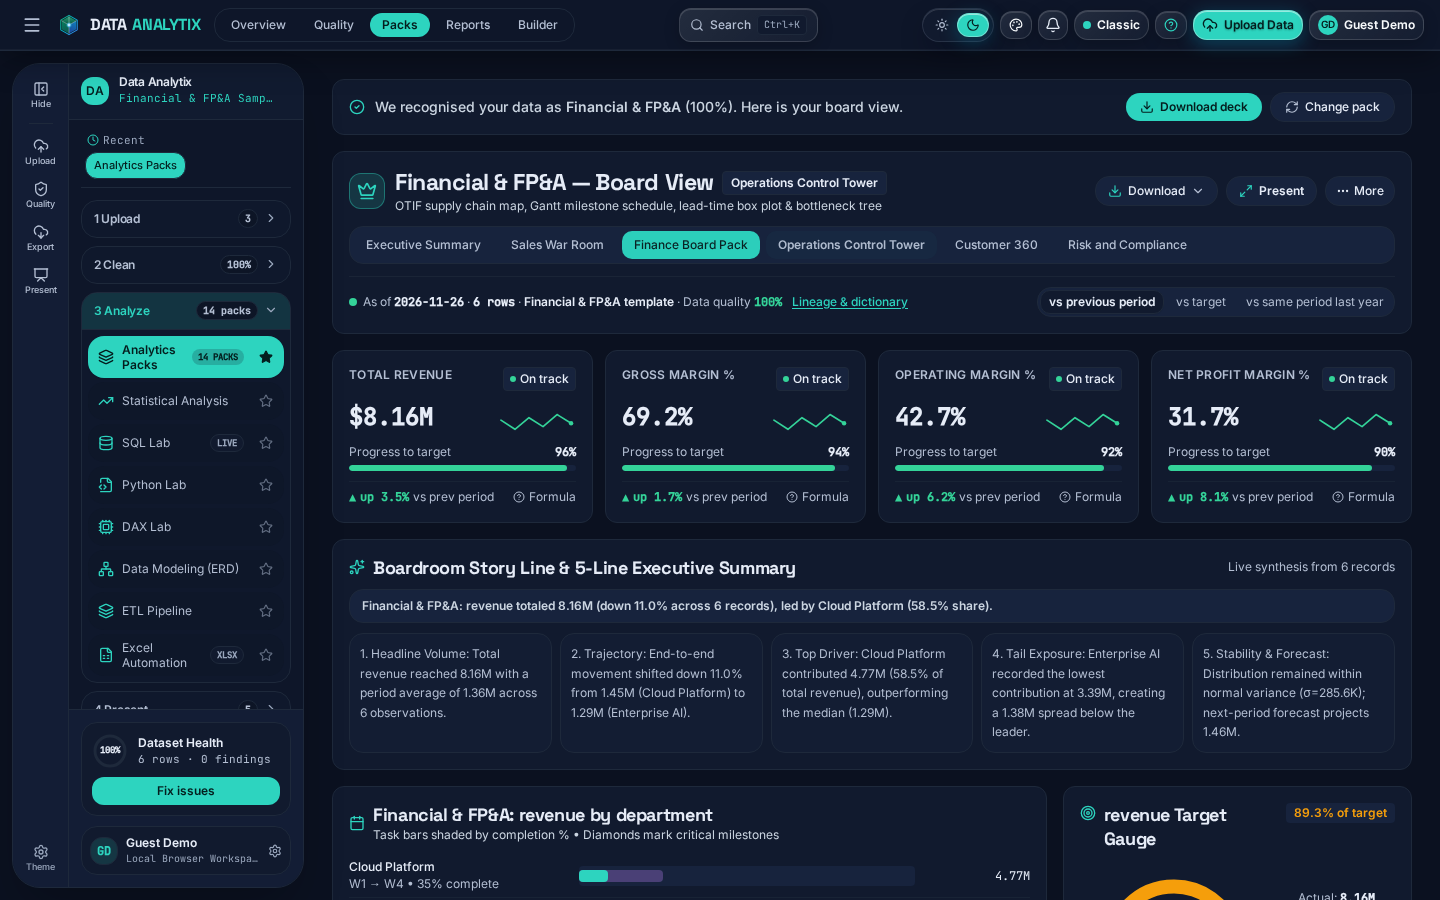 DATA ANALYTIX
Overview
Quality
Packs
Reports
Builder
Search
Ctrl+K
Classic
Upload Data
GD
Guest Demo
Hide
Upload
Quality
Export
Present
Theme
DA
Data Analytix
Financial & FP&A Samp…
Recent
Analytics Packs
1 Upload
3
2 Clean
100%
3 Analyze
14 packs
Analytics Packs
14 PACKS
Statistical Analysis
SQL Lab
LIVE
Python Lab
DAX Lab
Data Modeling (ERD)
ETL Pipeline
Excel Automation
XLSX
100%
Dataset Health
6 rows · 0 findings
Fix issues
GD
Guest Demo
Local Browser Workspa…
We recognised your data as Financial & FP&A (100%). Here is your board view.
Download deck
Change pack
Financial & FP&A — Board View
Operations Control Tower
OTIF supply chain map, Gantt milestone schedule, lead-time box plot & bottleneck tree
Download
Present
More
Executive Summary
Sales War Room
Finance Board Pack
Operations Control Tower
Customer 360
Risk and Compliance
As of 2026-11-26 · 6 rows · Financial & FP&A template · Data quality 100% Lineage & dictionary
vs previous period
vs target
vs same period last year
TOTAL REVENUE
On track
$8.16M
Progress to target
96%
▲ up 3.5% vs prev period
Formula
GROSS MARGIN %
On track
69.2%
Progress to target
94%
▲ up 1.7% vs prev period
Formula
OPERATING MARGIN %
On track
42.7%
Progress to target
92%
▲ up 6.2% vs prev period
Formula
NET PROFIT MARGIN %
On track
31.7%
Progress to target
90%
▲ up 8.1% vs prev period
Formula
Boardroom Story Line & 5-Line Executive Summary
Live synthesis from 6 records
Financial & FP&A: revenue totaled 8.16M (down 11.0% across 6 records), led by Cloud Platform (58.5% share).
1. Headline Volume: Total
revenue reached 8.16M with a
period average of 1.36M across
6 observations.
2. Trajectory: End-to-end
movement shifted down 11.0%
from 1.45M (Cloud Platform) to
1.29M (Enterprise AI).
3. Top Driver: Cloud Platform
contributed 4.77M (58.5% of
total revenue), outperforming
the median (1.29M).
4. Tail Exposure: Enterprise AI
recorded the lowest
contribution at 3.39M, creating
a 1.38M spread below the
leader.
5. Stability & Forecast:
Distribution remained within
normal variance (σ=285.6K);
next-period forecast projects
1.46M.
Financial & FP&A: revenue by department
Task bars shaded by completion % • Diamonds mark critical milestones
Cloud Platform
W1 → W4 • 35% complete
4.77M
revenue Target
Gauge
89.3% of target
Actual: 8.16M